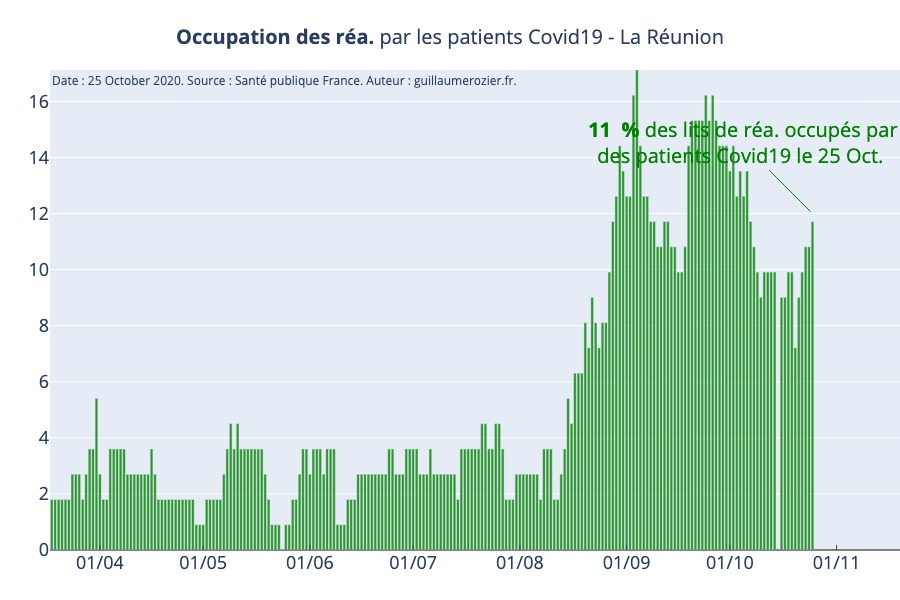 Occupation des réa. par les patients Covid19 - La Réunion
Date : 25 October 2020. Source : Santé publique France. Auteur : guillaumerozier.fr.
16
11 % des lits de réa. occupés par
des patients Covid19 le 25 Oct.
14
12
10
8
6
4
2
0
01/04 01/05 01/06 01/07 01/08 01/09 01/10 01/11